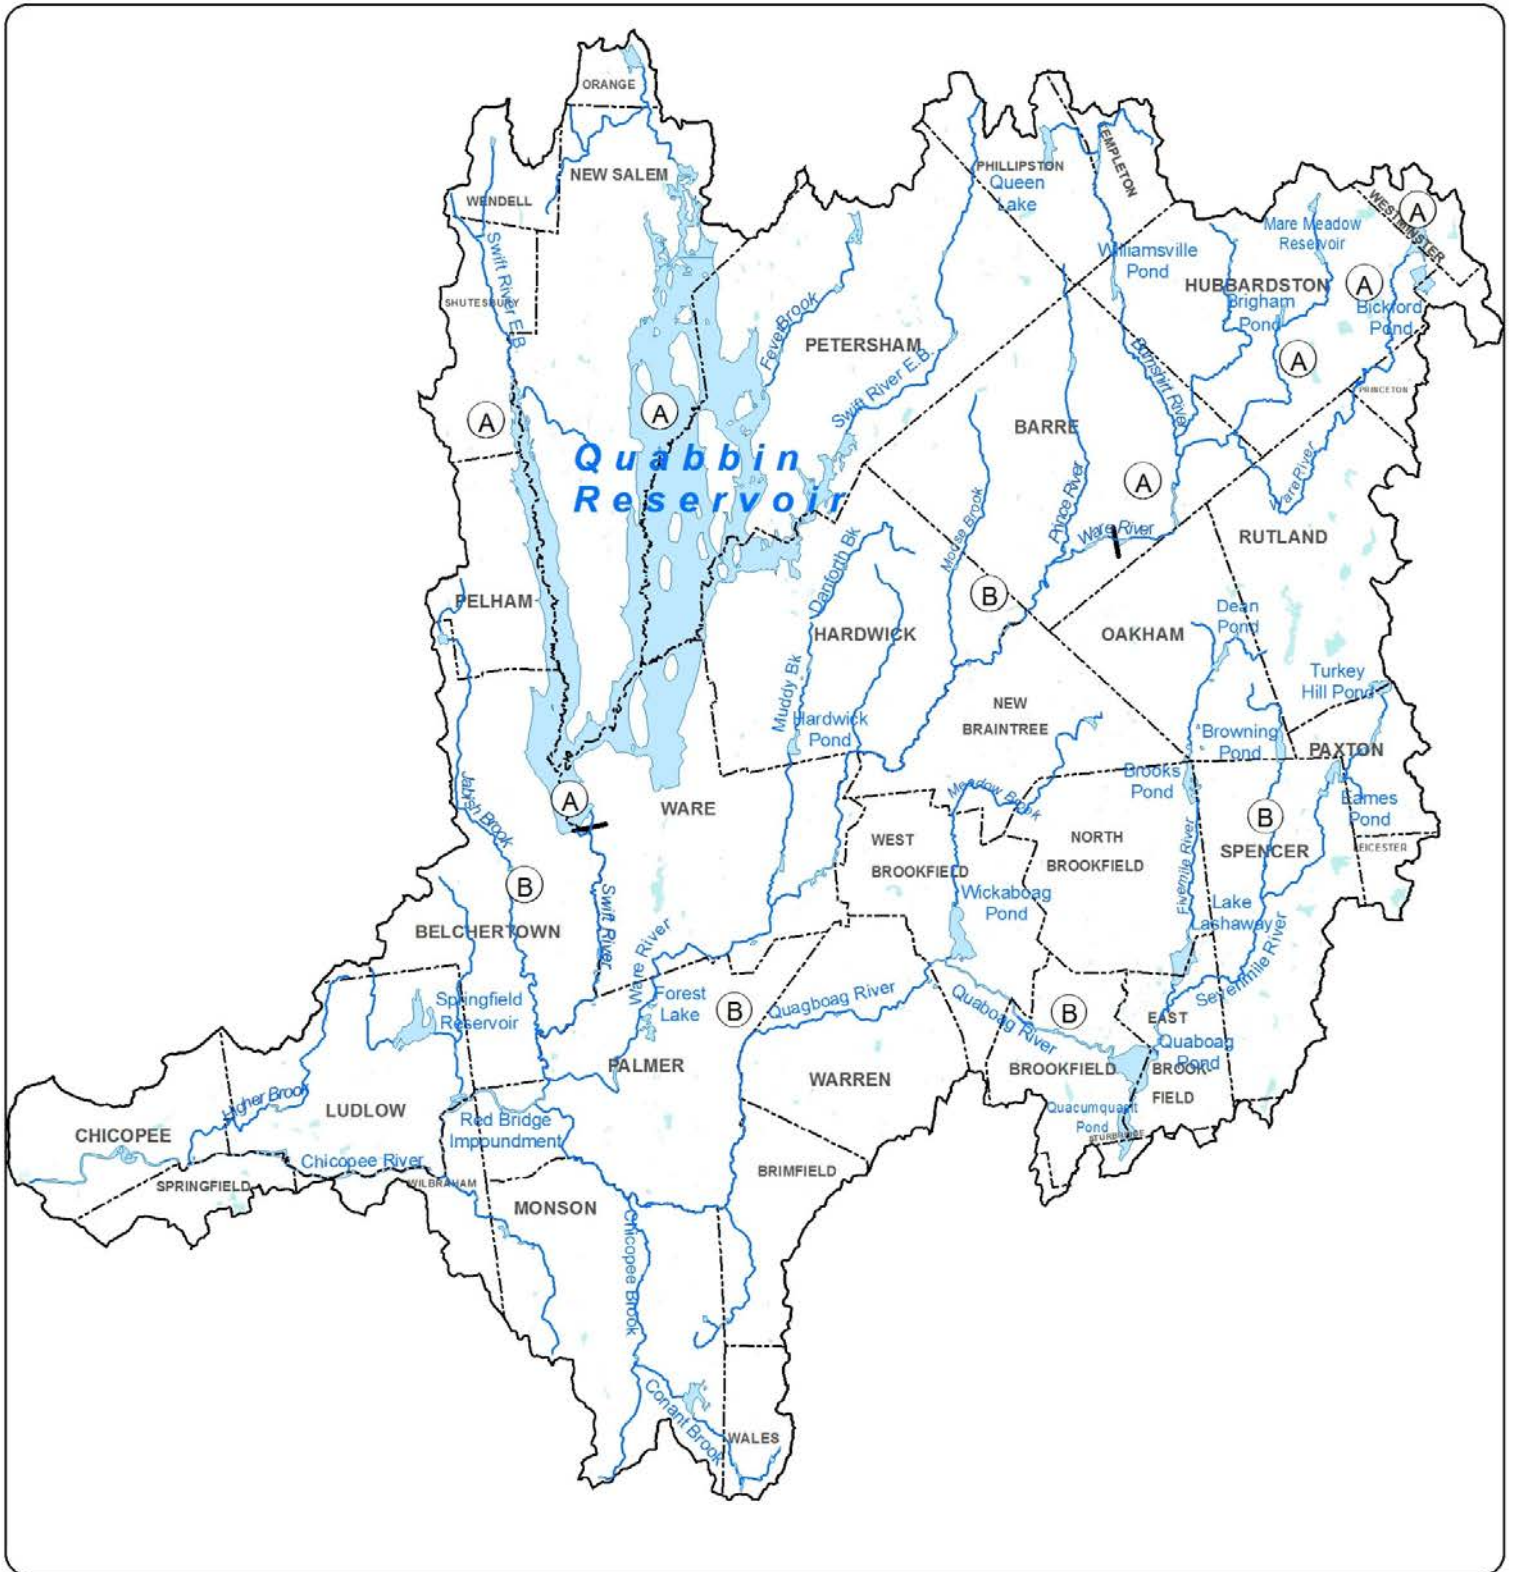 ORANGE
NEW SALEM
WENDELL
PHILLIPSTON
TEMPLETON
Queen
Lake
WESTMINSTER
A
Mare Meadow
Reservoir
Swift River E.B.
SHUTESBURY
Williamsville
Pond
HUBBARDSTON
A
Brigham
Pond
Bickford
Pond
Fever Brook
PETERSHAM
Swift River E.B.
Burnshirt River
A
PRINCETON
A
A
BARRE
Quabbin
Reservoir
A
Ware River
Mouse Brook
Prince River
Ware River
RUTLAND
Danforth Bk
B
PELHAM
HARDWICK
OAKHAM
Dean
Pond
Muddy Bk
Turkey
Hill Pond
NEW
BRAINTREE
Hardwick
Pond
Browning
Pond
PAXTON
Brooks
Pond
Meadow Brook
Eames
Pond
A
WARE
Jabish Brook
WEST
BROOKFIELD
NORTH
BROOKFIELD
B
SPENCER
LEICESTER
Fivemile River
B
Swift River
Wickaboag
Pond
Lake
Lashaway
BELCHERTOWN
Sevenmile River
Ware River
Springfield
Reservoir
Forest
Lake
B
Quagboag River
Quaboag River
B
EAST
BROOK-
FIELD
Quaboag
Pond
PALMER
WARREN
BROOKFIELD
Higher Brook
LUDLOW
Red Bridge
Impoundment
Quacumquasit
Pond
STURBRIDGE
CHICOPEE
Chicopee River
SPRINGFIELD
WILBRAHAM
BRIMFIELD
MONSON
Chicopee Brook
Conant Brook
WALES